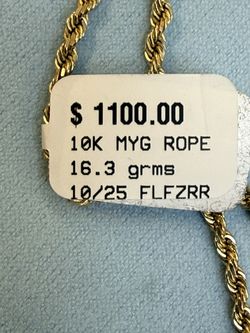 $ 1100.00
10K MYG ROPE
16.3 grms
10/25 FLFZRR